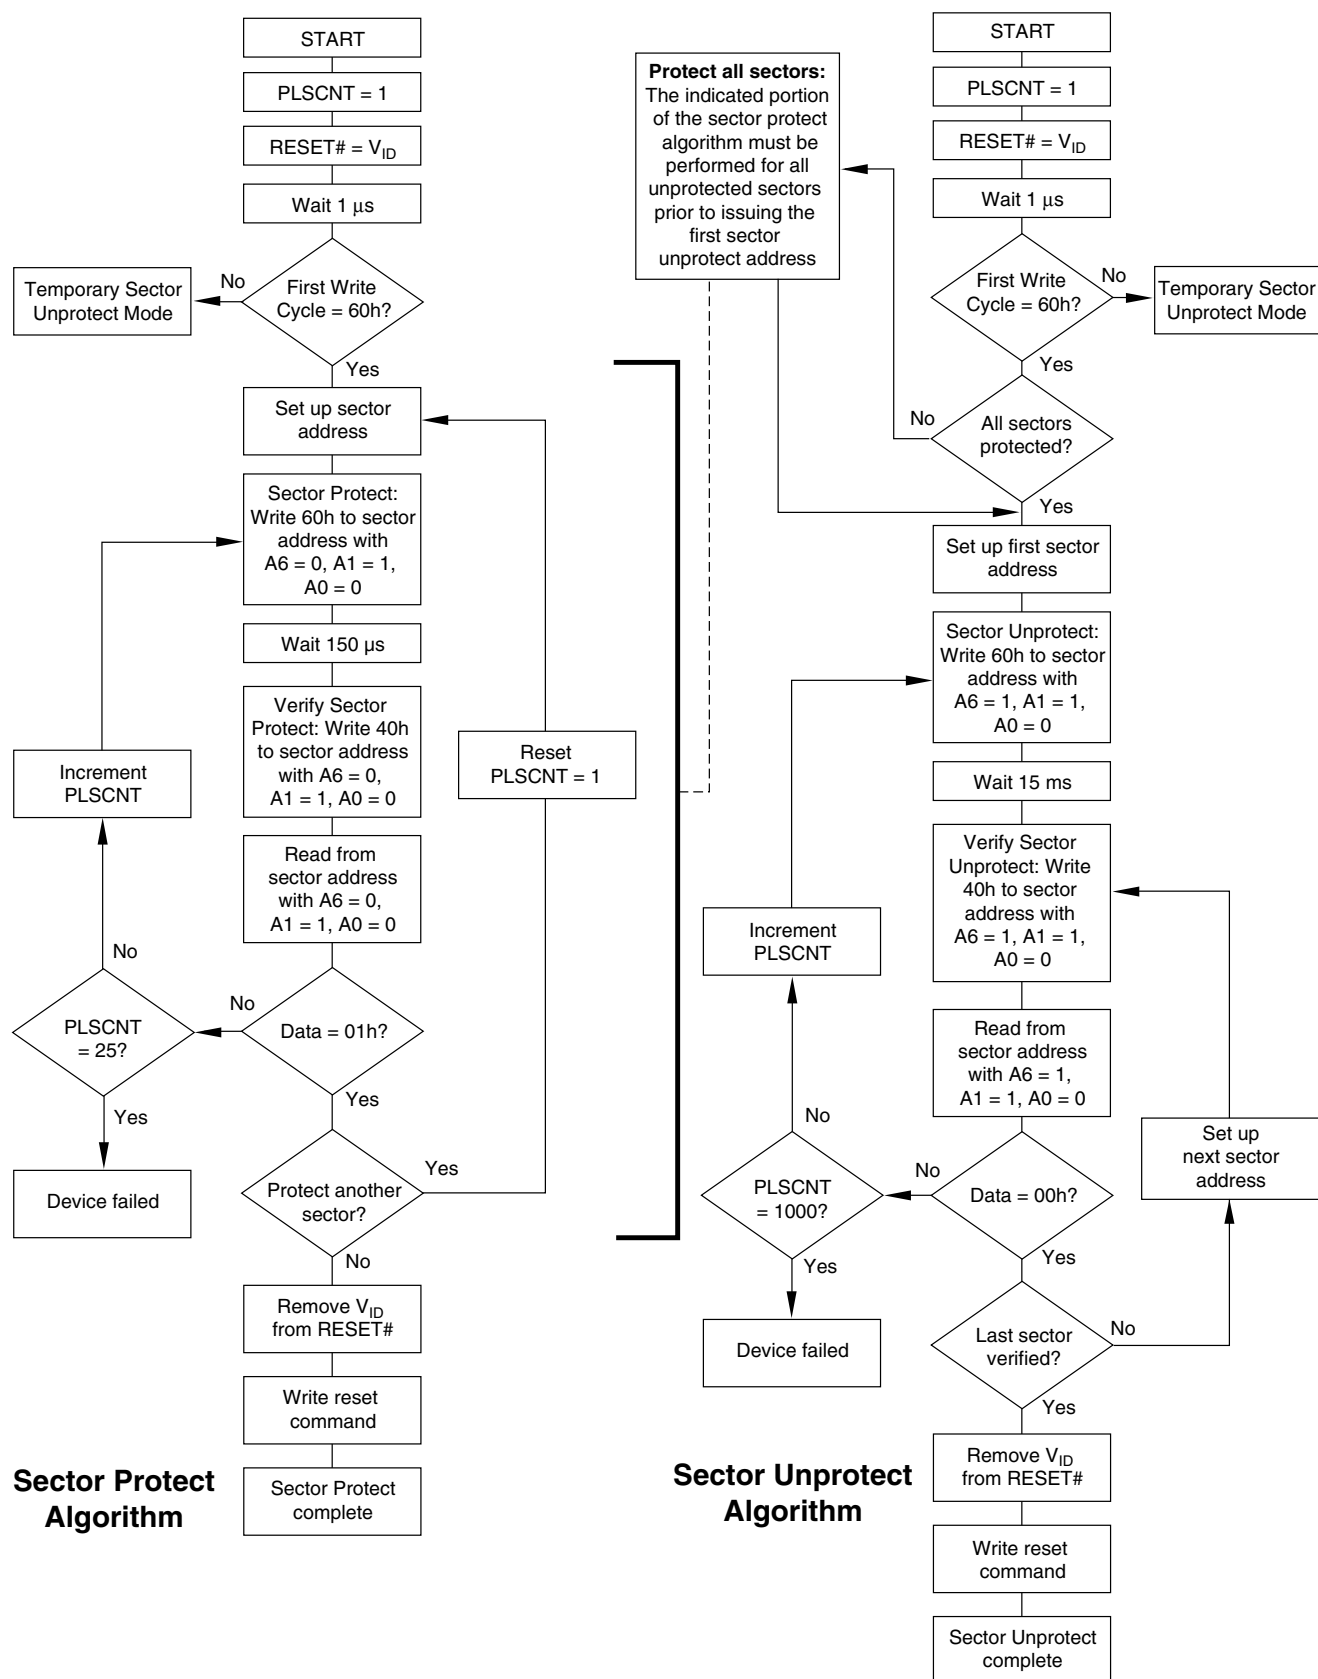 START
PLSCNT = 1
RESET# = VID
Wait 1 μs
First Write
Cycle = 60h?
No
Temporary Sector
Unprotect Mode
Yes
Set up sector
address
Sector Protect:
Write 60h to sector
address with
A6 = 0, A1 = 1,
A0 = 0
Wait 150 µs
Verify Sector
Protect: Write 40h
to sector address
with A6 = 0,
A1 = 1, A0 = 0
Reset
PLSCNT = 1
Increment
PLSCNT
Read from
sector address
with A6 = 0,
A1 = 1, A0 = 0
No
PLSCNT
= 25?
No
Data = 01h?
Yes
Yes
Device failed
Protect another
sector?
Yes
No
Remove VID
from RESET#
Write reset
command
Sector Protect
complete
Sector Protect
Algorithm
Protect all sectors:
The indicated portion
of the sector protect
algorithm must be
performed for all
unprotected sectors
prior to issuing the
first sector
unprotect address
START
PLSCNT = 1
RESET# = VID
Wait 1 μs
First Write
Cycle = 60h?
No
Temporary Sector
Unprotect Mode
Yes
No
All sectors
protected?
Yes
Set up first sector
address
Sector Unprotect:
Write 60h to sector
address with
A6 = 1, A1 = 1,
A0 = 0
Wait 15 ms
Verify Sector
Unprotect: Write
40h to sector
address with
A6 = 1, A1 = 1,
A0 = 0
Increment
PLSCNT
Read from
sector address
with A6 = 1,
A1 = 1, A0 = 0
No
PLSCNT
= 1000?
No
Data = 00h?
Set up
next sector
address
Yes
Yes
Device failed
Last sector
verified?
No
Yes
Remove VID
from RESET#
Write reset
command
Sector Unprotect
complete
Sector Unprotect
Algorithm